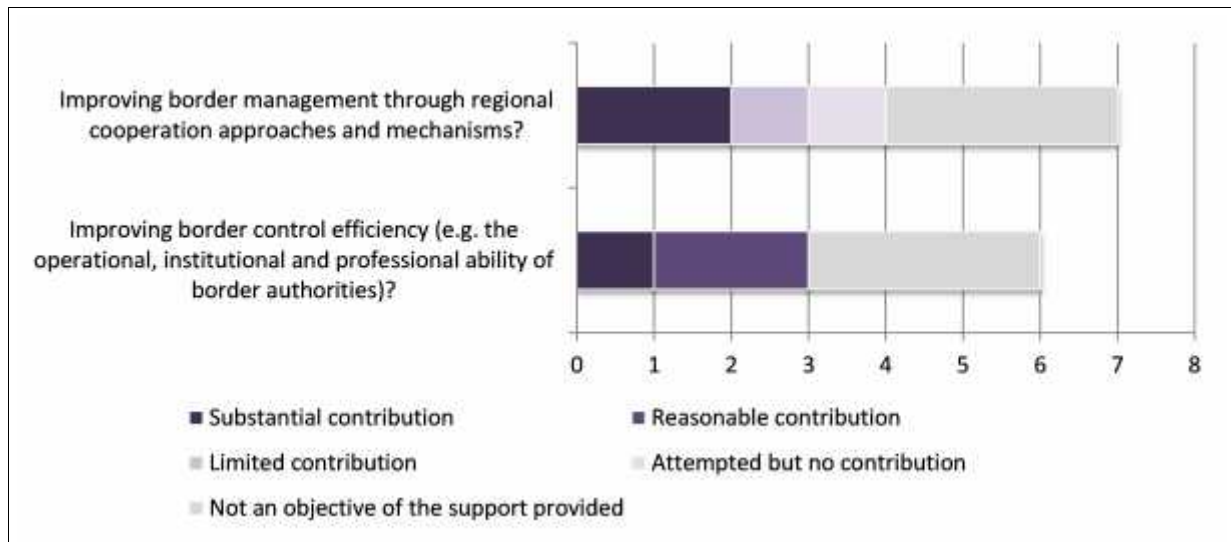 Improving border management through regional
cooperation approaches and mechanisms?
Improving border control efficiency (e.g. the
operational, institutional and professional ability of
border authorities)?
0 1 2 3 4 5 6 7 8
Substantial contribution
Reasonable contribution
Limited contribution
Attempted but no contribution
Not an objective of the support provided